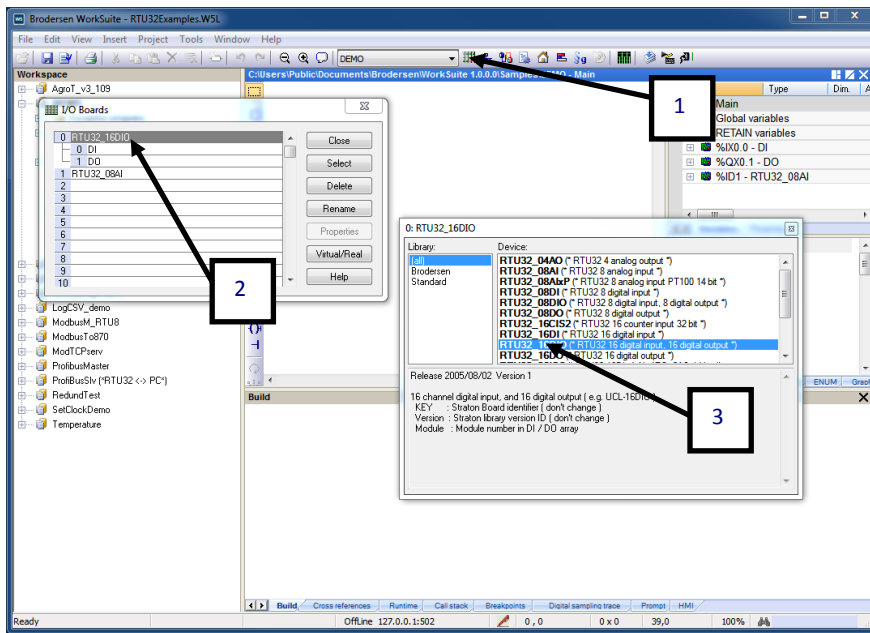 Brodersen WorkSuite - RTU32Examples.W5L
File Edit View Insert Project Tools Window Help
DEMO
Workspace
AgroT_v3_109
LogCSV_demo
ModbusM_RTU8
ModbusTo870
ModTCPserv
ProfibusMaster
ProfiBusSlv (*RTU32 <-> PC*)
RedundTest
SetClockDemo
Temperature
I/O Boards
0 RTU32_16DIO
0 DI
1 DO
1 RTU32_08AI
2
3
4
5
6
7
8
9
10
Close
Select
Delete
Rename
Properties
Virtual/Real
Help
C:\Users\Public\Documents\Brodersen\WorkSuite 1.0.0.0\Samples\DEMO - Main
Type Dim.
Main
Global variables
RETAIN variables
%IX0.0 - DI
%QX0.1 - DO
%ID1 - RTU32_08AI
0: RTU32_16DIO
Library:
(all)
Brodersen
Standard
Device:
RTU32_04AO (* RTU32 4 analog output *)
RTU32_08AI (* RTU32 8 analog input *)
RTU32_08AIxP (* RTU32 8 analog input PT100 14 bit *)
RTU32_08DI (* RTU32 8 digital input *)
RTU32_08DIO (* RTU32 8 digital input, 8 digital output *)
RTU32_08DO (* RTU32 8 digital output *)
RTU32_16CIS2 (* RTU32 16 counter input 32 bit *)
RTU32_16DI (* RTU32 16 digital input *)
RTU32_16DIO (* RTU32 16 digital input, 16 digital output *)
RTU32_16DO (* RTU32 16 digital output *)
Release 2005/08/02 Version 1
16 channel digital input, and 16 digital output ( e.g. UCL-16DIO )
KEY : Straton Board identifier ( don't change )
Version : Straton library version ID ( don't change )
Module : Module number in DI / DO array
1
2
3
ENUM
Build
Build Cross references Runtime Call stack Breakpoints Digital sampling trace Prompt HMI
Ready OffLine 127.0.0.1:502 0 , 0 0 x 0 39,0 100%